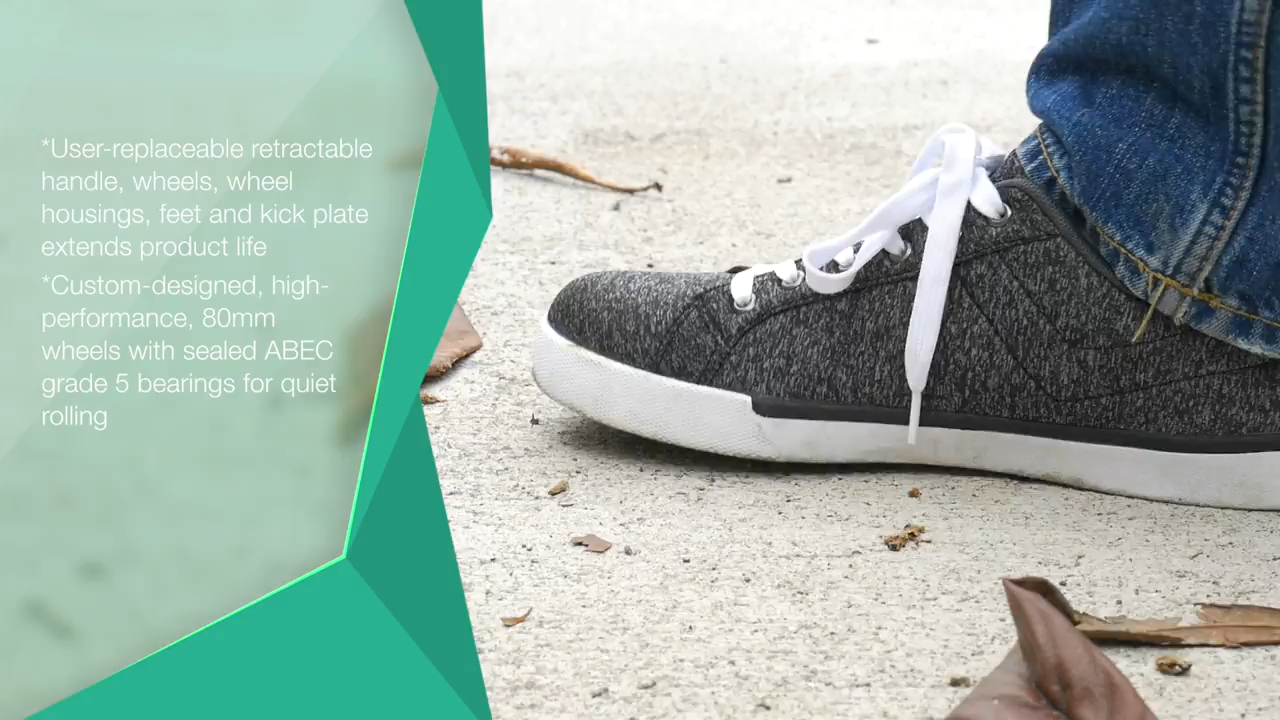 *User-replaceable retractable
handle, wheels, wheel
housings, feet and kick plate
extends product life
*Custom-designed, high-
performance, 80mm
wheels with sealed ABEC
grade 5 bearings for quiet
rolling